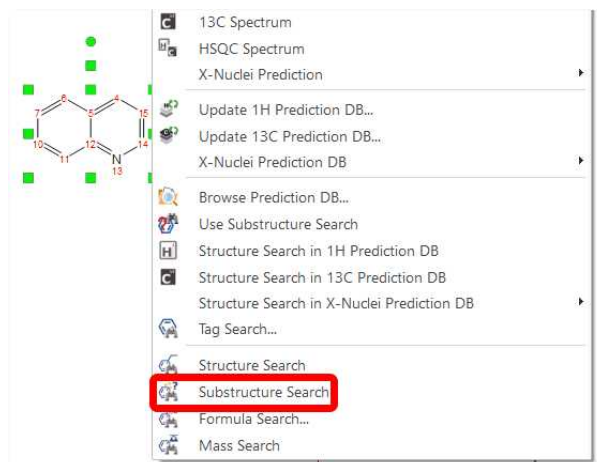 13C Spectrum
HSQC Spectrum
X-Nuclei Prediction
Update 1H Prediction DB...
Update 13C Prediction DB...
X-Nuclei Prediction DB
Browse Prediction DB...
Use Substructure Search
H Structure Search in 1H Prediction DB
C Structure Search in 13C Prediction DB
Structure Search in X-Nuclei Prediction DB
Tag Search...
Structure Search
Substructure Search
Formula Search...
Mass Search
6 4
7 5 15
10 12 14
11 N
13